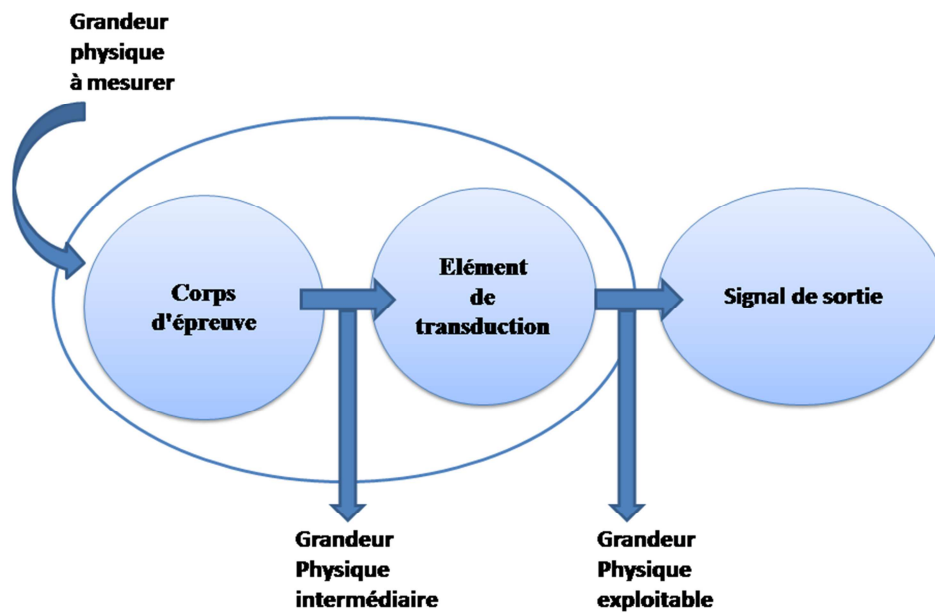 Grandeur
physique
à mesurer
Corps
d'épreuve
Elément
de
transduction
Signal de sortie
Grandeur
Physique
intermédiaire
Grandeur
Physique
exploitable